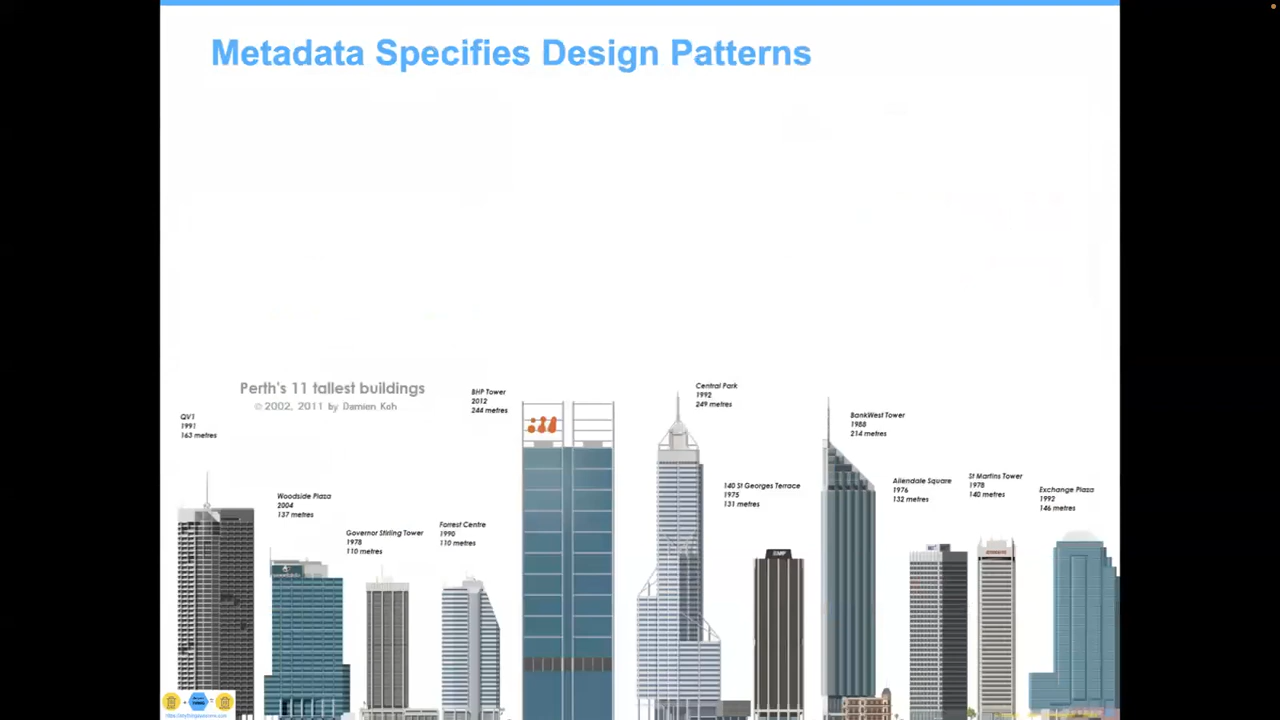 Metadata Specifies Design Patterns
Perth's 11 tallest buildings
© 2002, 2011 by Damien Koh
QV1
1991
163 metres
Woodside Plaza
2004
137 metres
Governor Stirling Tower
1978
110 metres
Forrest Centre
1990
110 metres
BHP Tower
2012
244 metres
Central Park
1992
249 metres
140 St Georges Terrace
1975
131 metres
BankWest Tower
1988
214 metres
Allendale Square
1976
132 metres
St Martins Tower
1978
140 metres
Exchange Plaza
1992
146 metres